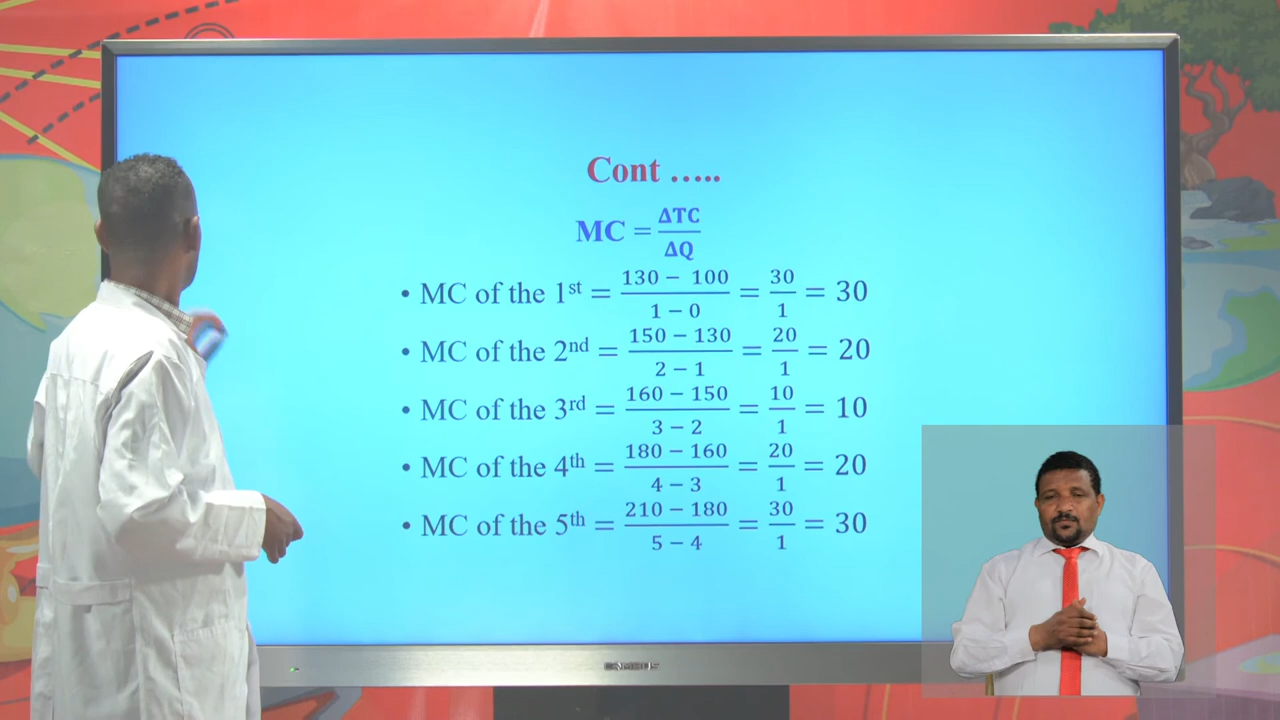 Cont …..
MC = ΔTC/ΔQ
• MC of the 1st = (130 − 100)/(1 − 0) = 30/1 = 30
• MC of the 2nd = (150 − 130)/(2 − 1) = 20/1 = 20
• MC of the 3rd = (160 − 150)/(3 − 2) = 10/1 = 10
• MC of the 4th = (180 − 160)/(4 − 3) = 20/1 = 20
• MC of the 5th = (210 − 180)/(5 − 4) = 30/1 = 30